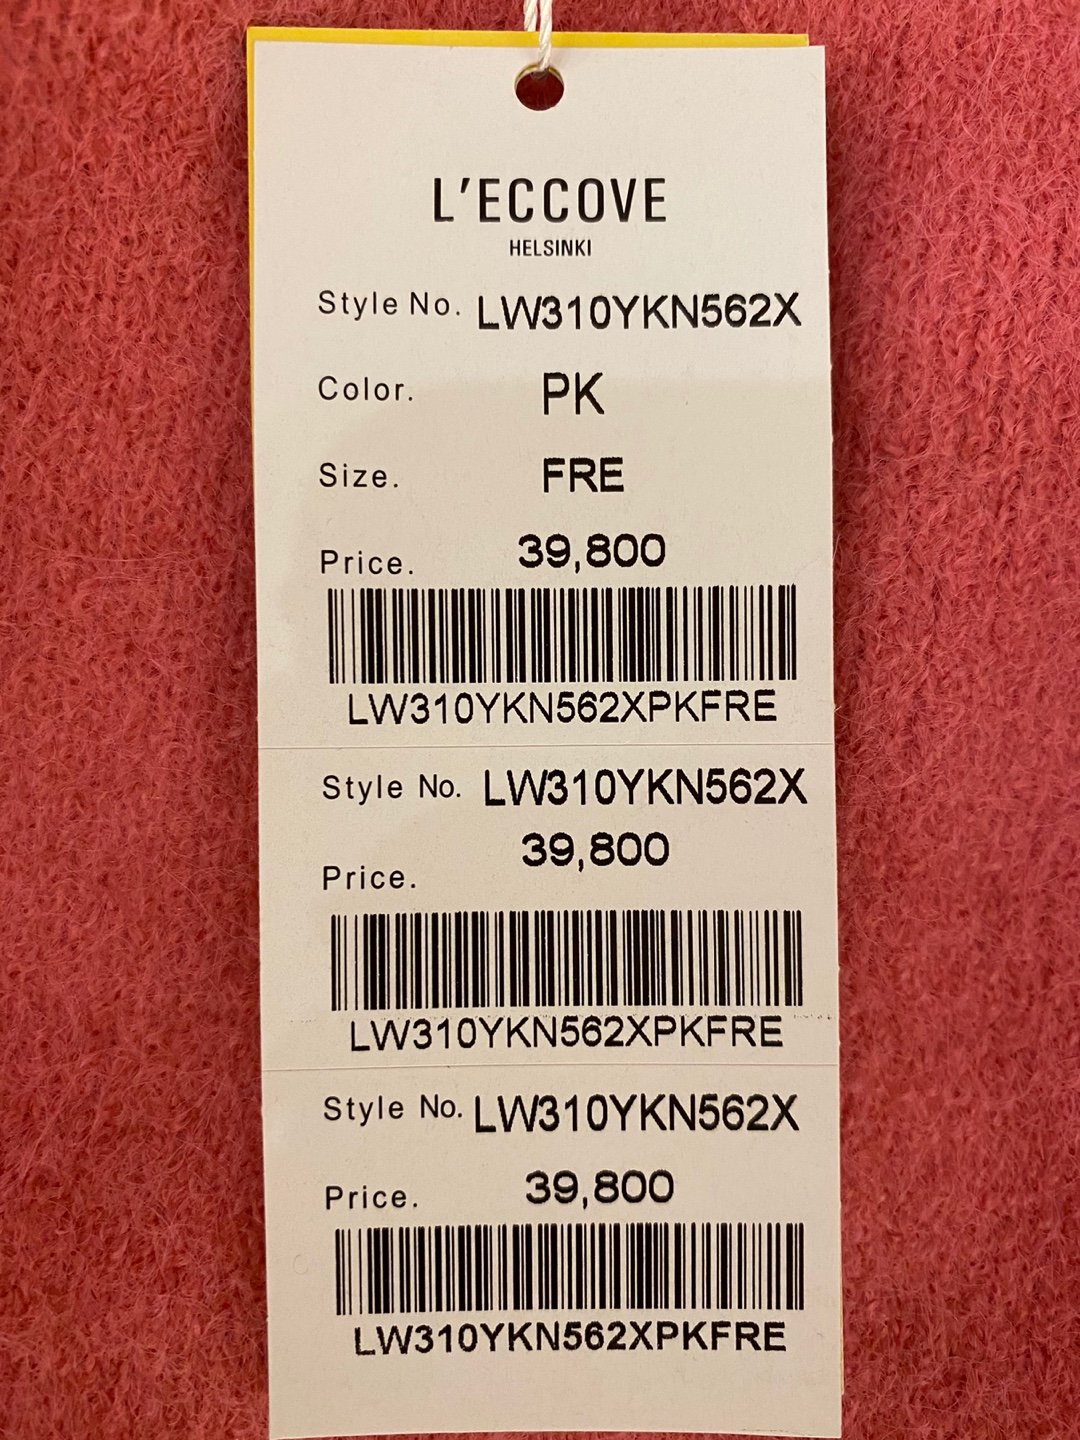 L'ECCOVE
HELSINKI
Style No. LW310YKN562X
Color. PK
Size. FRE
Price. 39,800
LW310YKN562XPKFRE
Style No. LW310YKN562X
Price. 39,800
LW310YKN562XPKFRE
Style No. LW310YKN562X
Price. 39,800
LW310YKN562XPKFRE